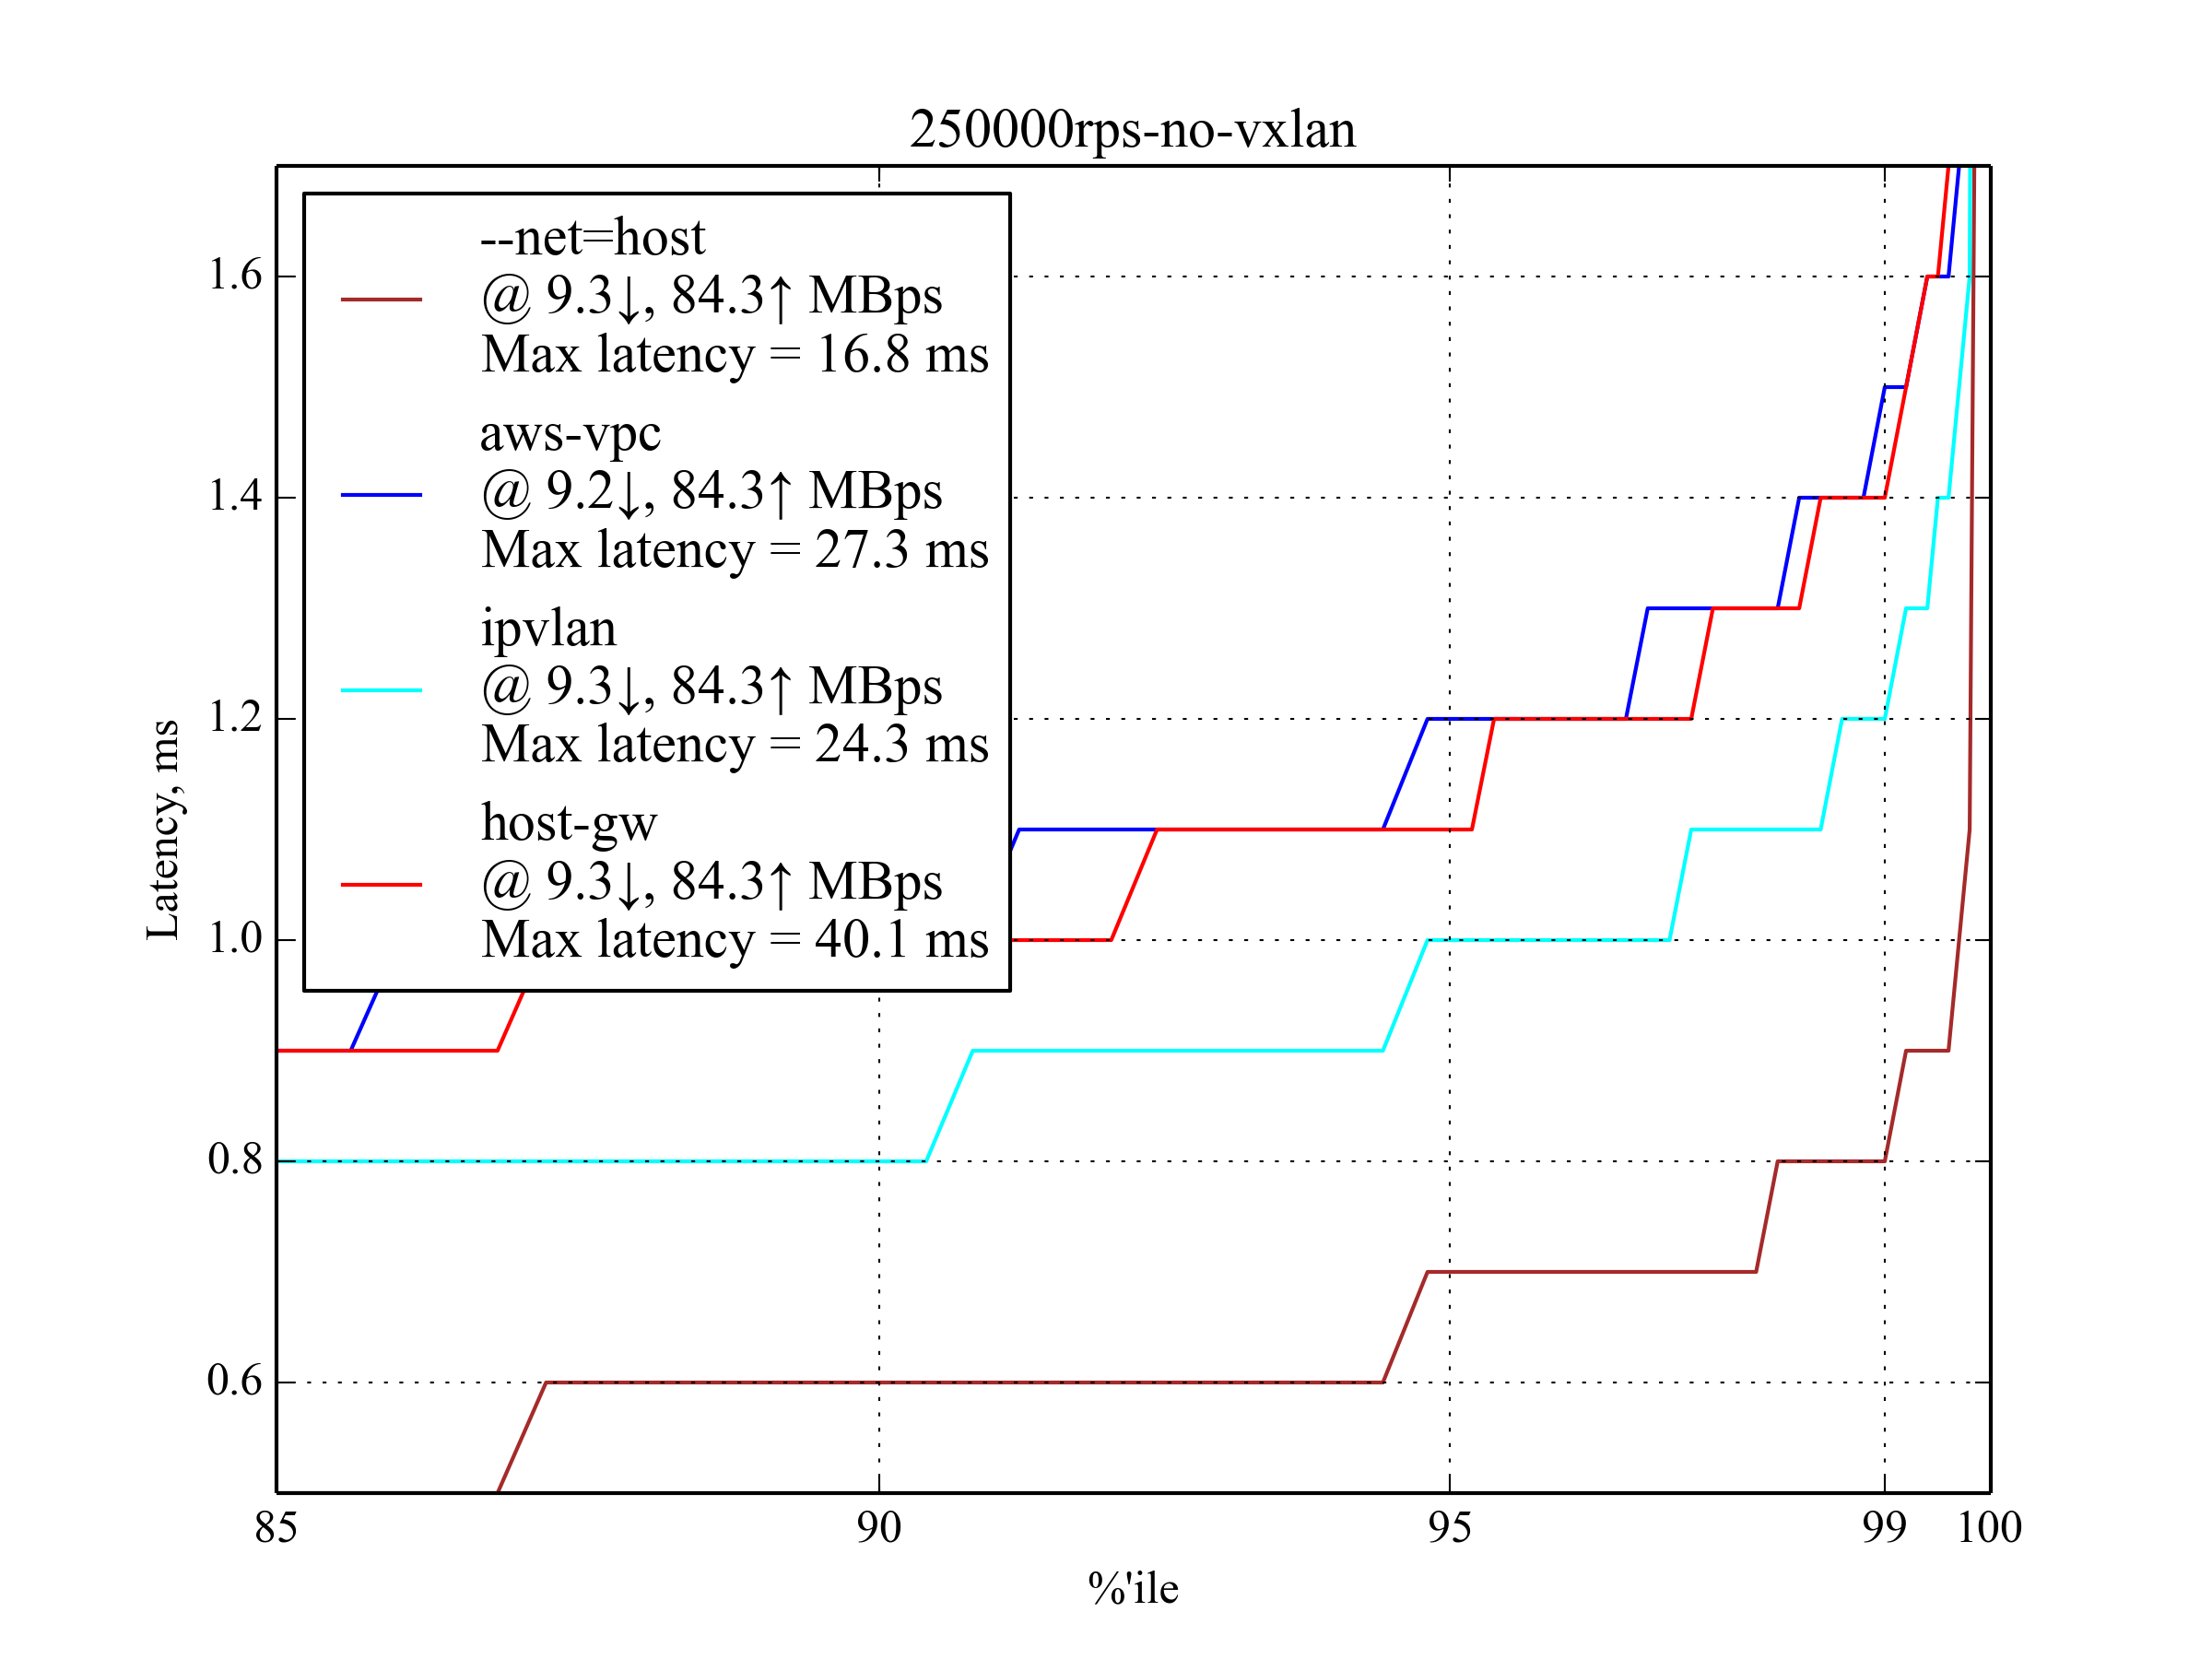 250000rps-no-vxlan
--net=host
@ 9.3↓, 84.3↑ MBps
Max latency = 16.8 ms
aws-vpc
@ 9.2↓, 84.3↑ MBps
Max latency = 27.3 ms
ipvlan
@ 9.3↓, 84.3↑ MBps
Max latency = 24.3 ms
host-gw
@ 9.3↓, 84.3↑ MBps
Max latency = 40.1 ms
Latency, ms
1.6
1.4
1.2
1.0
0.8
0.6
85 90 95 99 100
%'ile